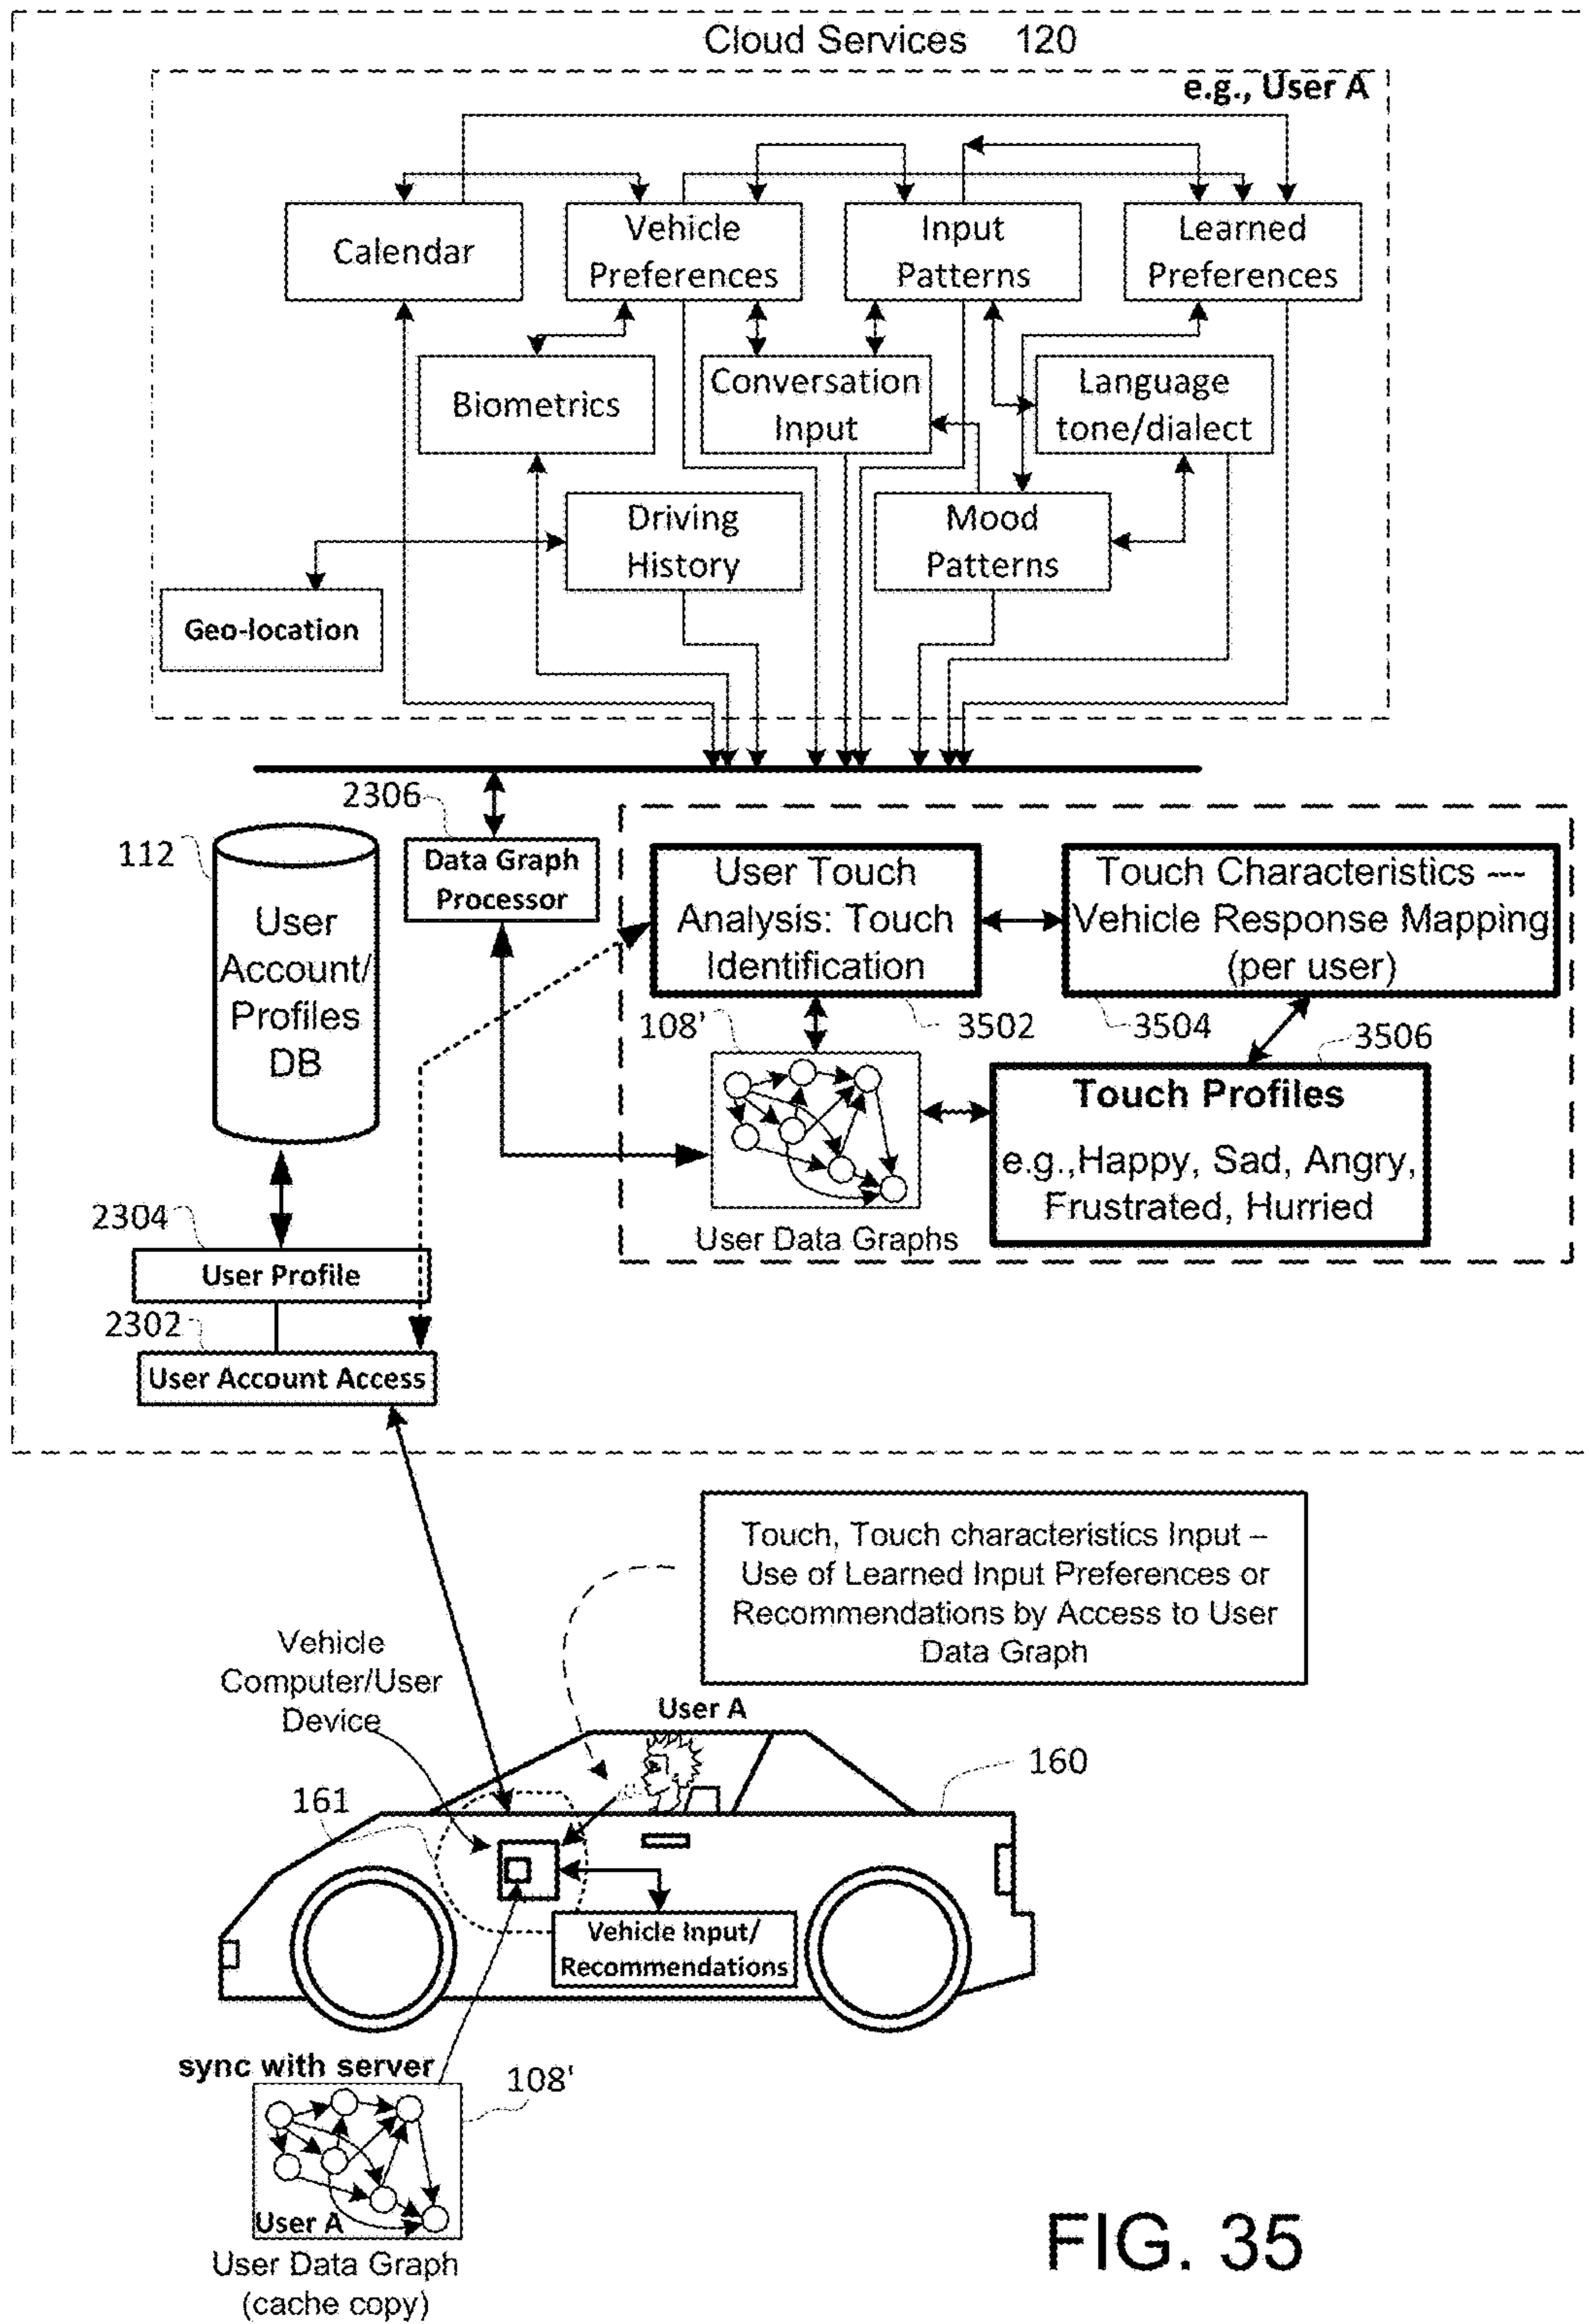 Cloud Services 120
e.g., User A
Calendar
Vehicle
Preferences
Input
Patterns
Learned
Preferences
Biometrics
Conversation
Input
Language
tone/dialect
Driving
History
Mood
Patterns
Geo-location
2306
112
Data Graph
Processor
User
Account/
Profiles
DB
User Touch
Analysis: Touch
Identification
Touch Characteristics ---
Vehicle Response Mapping
(per user)
108'
3502
3504
3506
Touch Profiles
e.g.,Happy, Sad, Angry,
Frustrated, Hurried
User Data Graphs
2304
User Profile
2302
User Account Access
Touch, Touch characteristics Input –
Use of Learned Input Preferences or
Recommendations by Access to User
Data Graph
Vehicle
Computer/User
Device
User A
160
161
Vehicle Input/
Recommendations
sync with server
108'
User A
User Data Graph
(cache copy)
FIG. 35